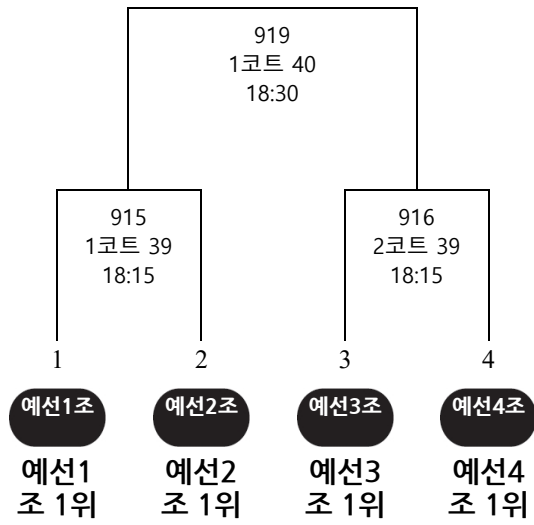 919
1코트 40
18:30
915
1코트 39
18:15
916
2코트 39
18:15
1
2
3
4
예선1조
예선2조
예선3조
예선4조
예선1
조 1위
예선2
조 1위
예선3
조 1위
예선4
조 1위